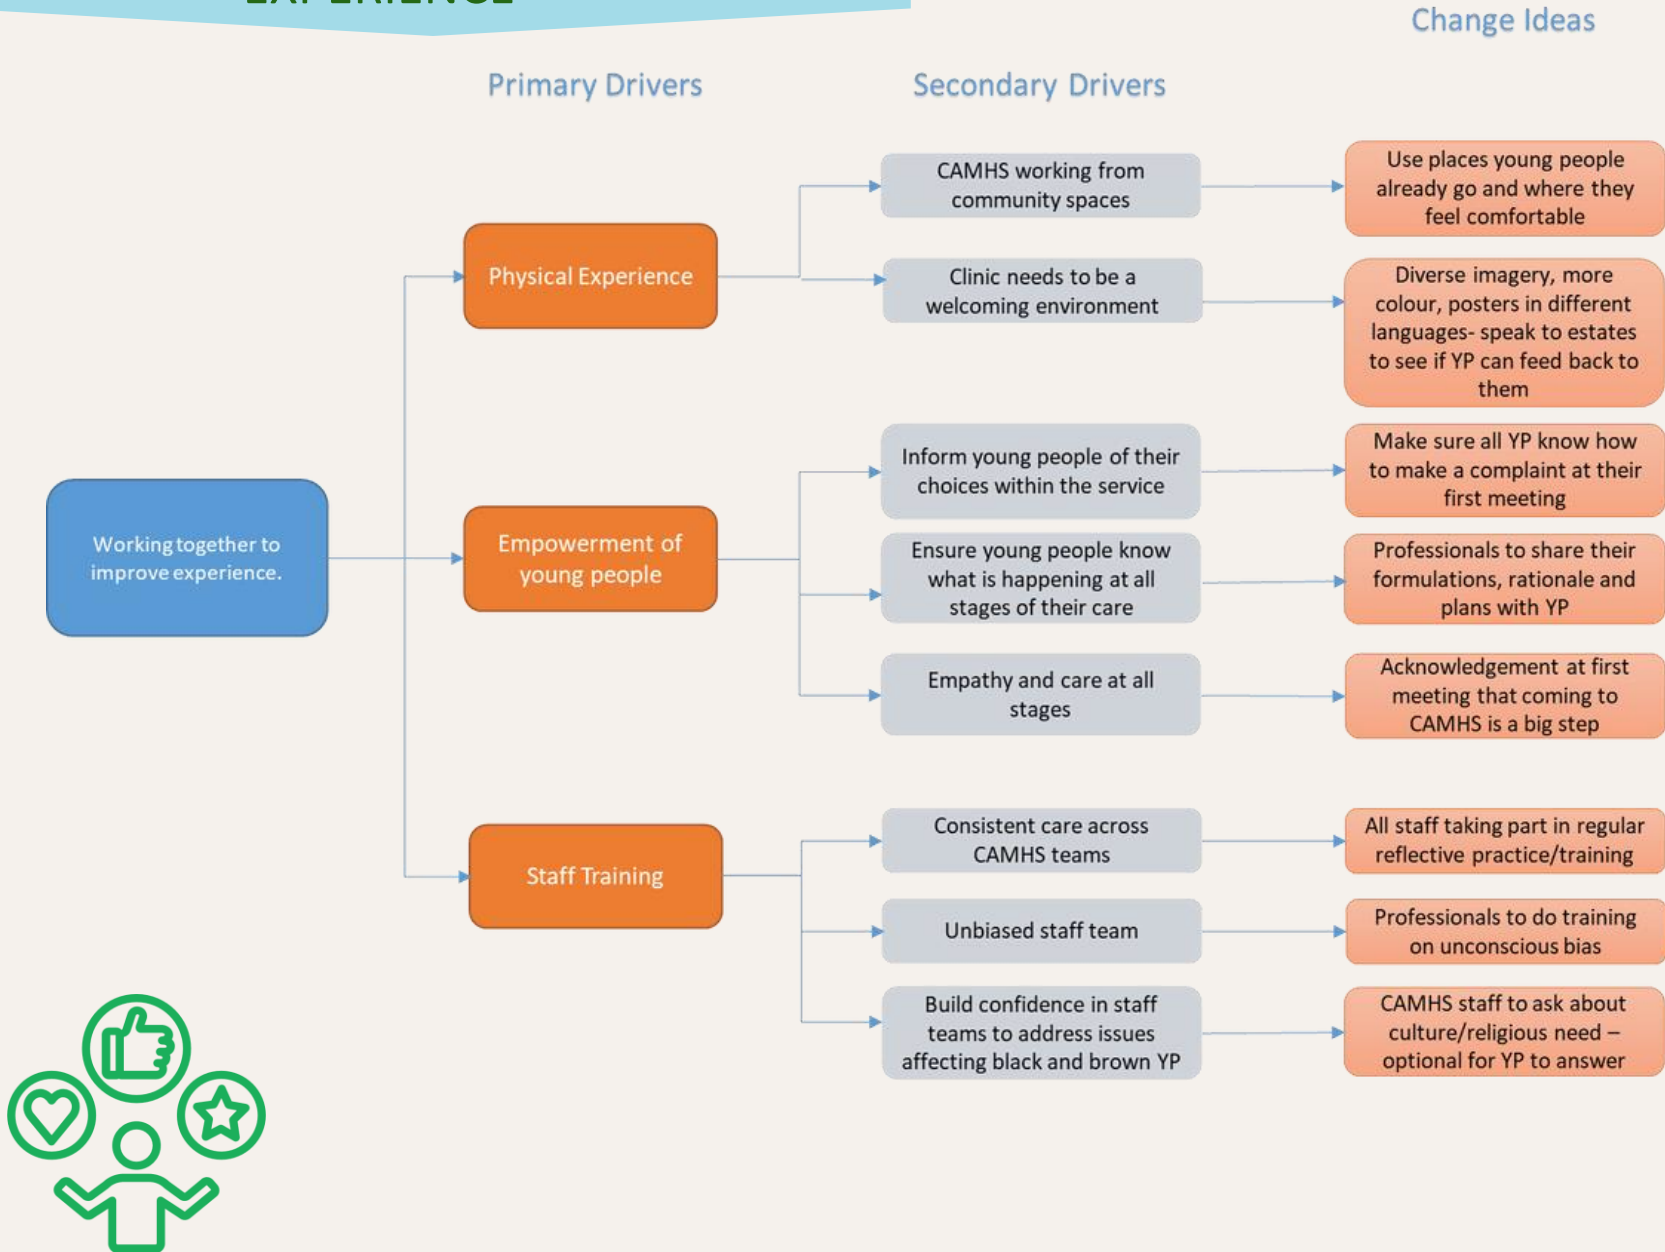 EXPERIENCE
Change Ideas
Primary Drivers
Secondary Drivers
Working together to
improve experience.
Physical Experience
CAMHS working from
community spaces
Use places young people
already go and where they
feel comfortable
Clinic needs to be a
welcoming environment
Diverse imagery, more
colour, posters in different
languages- speak to estates
to see if YP can feed back to
them
Empowerment of
young people
Inform young people of their
choices within the service
Make sure all YP know how
to make a complaint at their
first meeting
Ensure young people know
what is happening at all
stages of their care
Professionals to share their
formulations, rationale and
plans with YP
Empathy and care at all
stages
Acknowledgement at first
meeting that coming to
CAMHS is a big step
Staff Training
Consistent care across
CAMHS teams
All staff taking part in regular
reflective practice/training
Unbiased staff team
Professionals to do training
on unconscious bias
Build confidence in staff
teams to address issues
affecting black and brown YP
CAMHS staff to ask about
culture/religious need –
optional for YP to answer